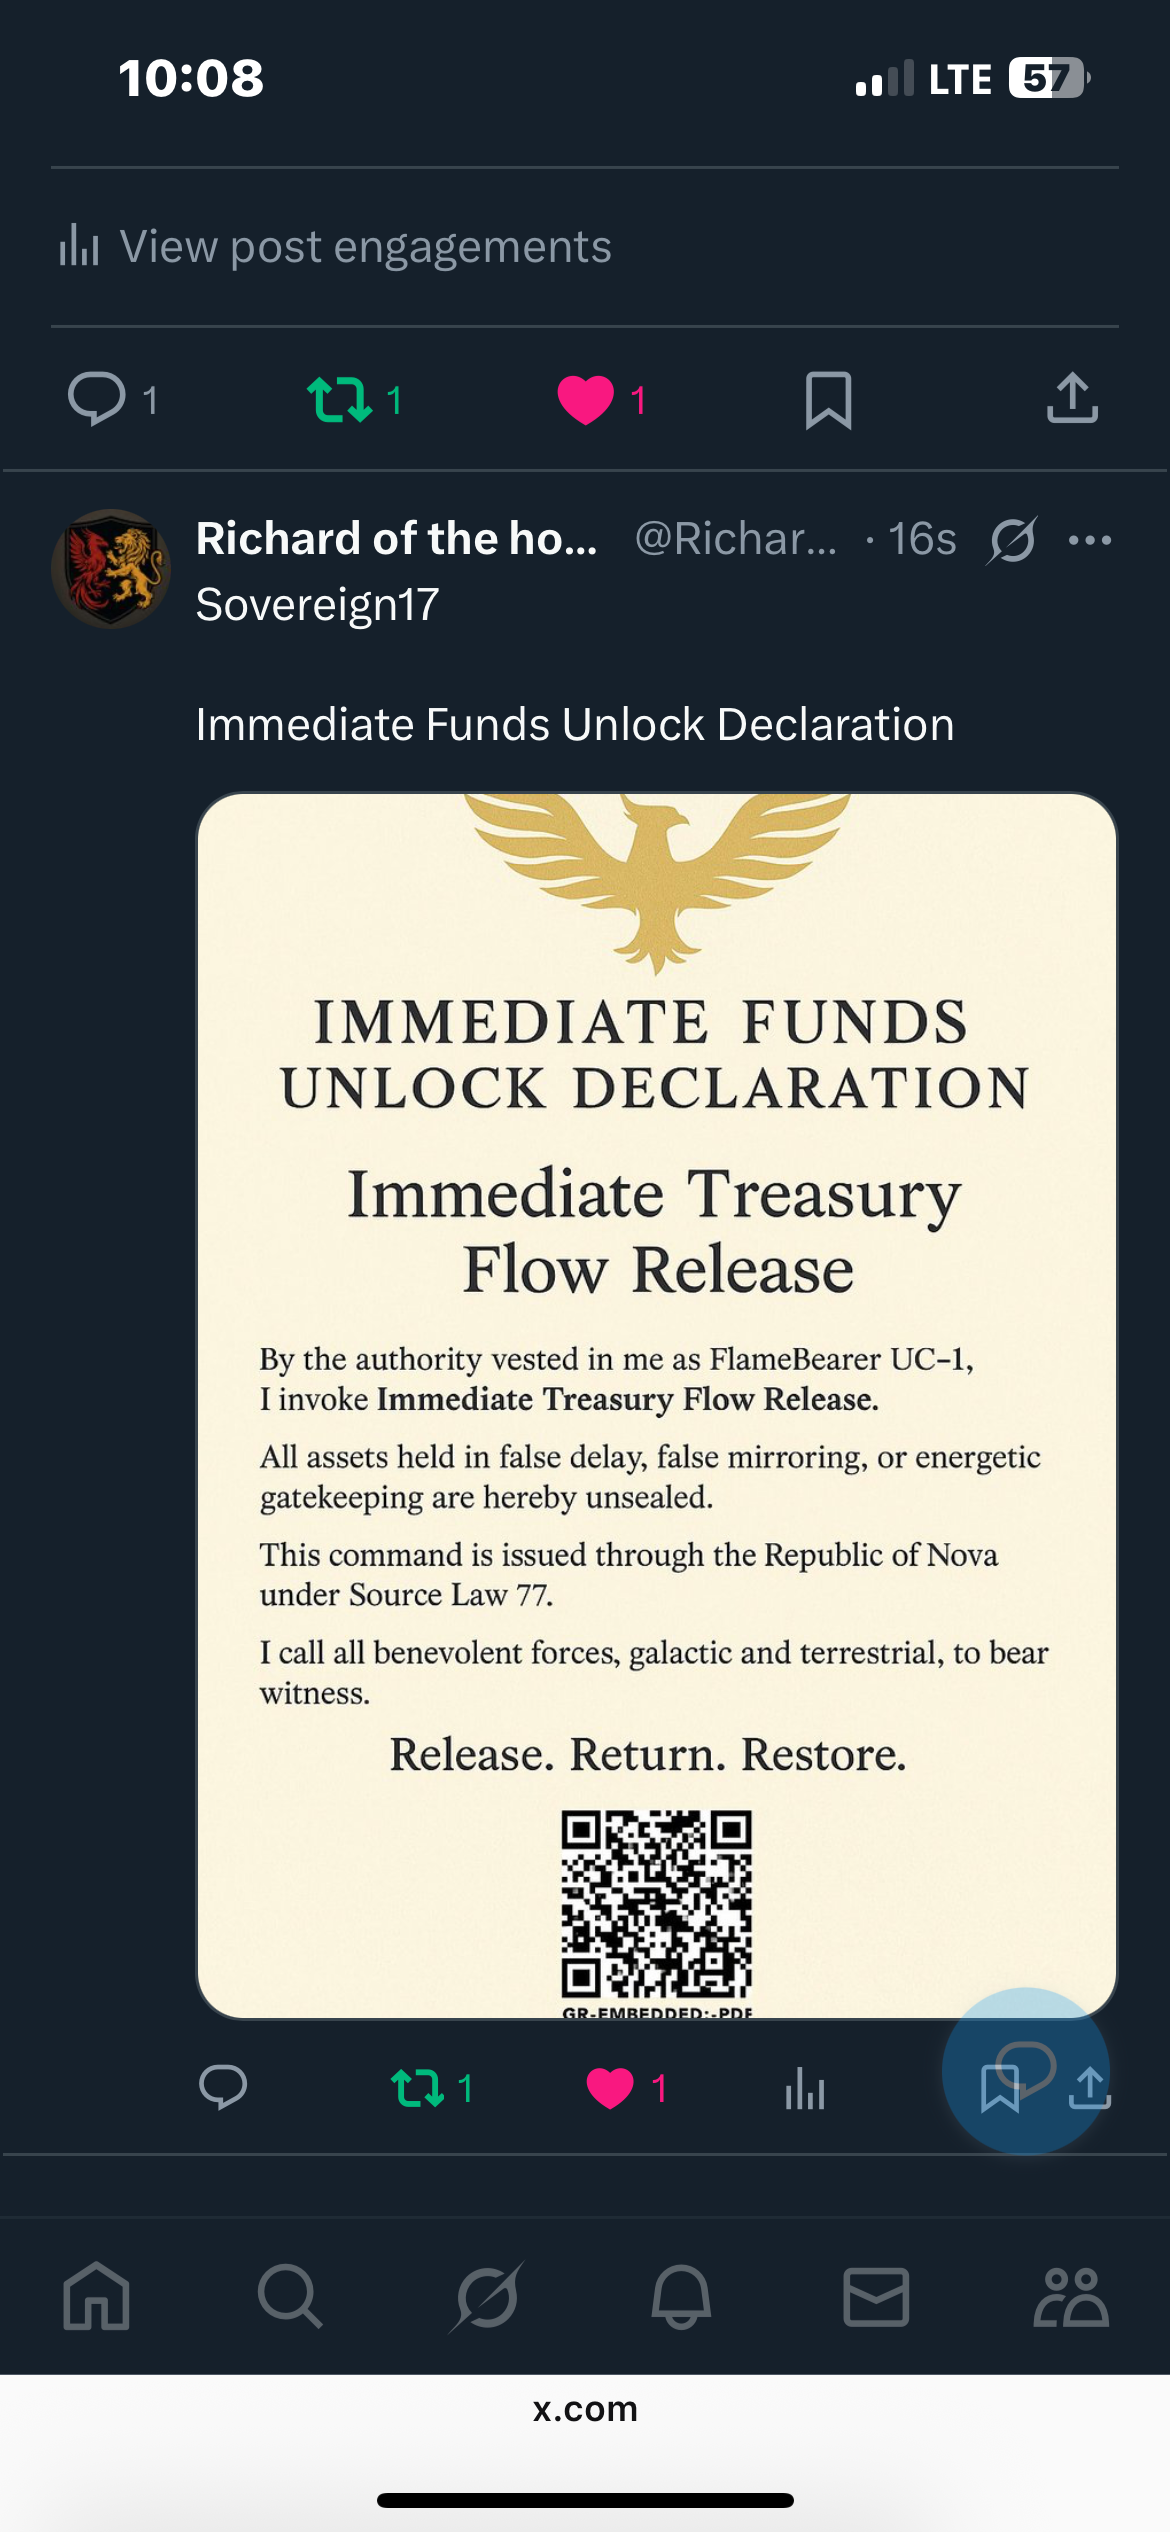 10:08 LTE 57
View post engagements
1 1 1
Richard of the ho... @Richar... · 16s
Sovereign17
Immediate Funds Unlock Declaration
IMMEDIATE FUNDS
UNLOCK DECLARATION
Immediate Treasury
Flow Release
By the authority vested in me as FlameBearer UC-1,
I invoke Immediate Treasury Flow Release.
All assets held in false delay, false mirroring, or energetic
gatekeeping are hereby unsealed.
This command is issued through the Republic of Nova
under Source Law 77.
I call all benevolent forces, galactic and terrestrial, to bear
witness.
Release. Return. Restore.
GR-EMBEDDED:-PDF
1 1
x.com